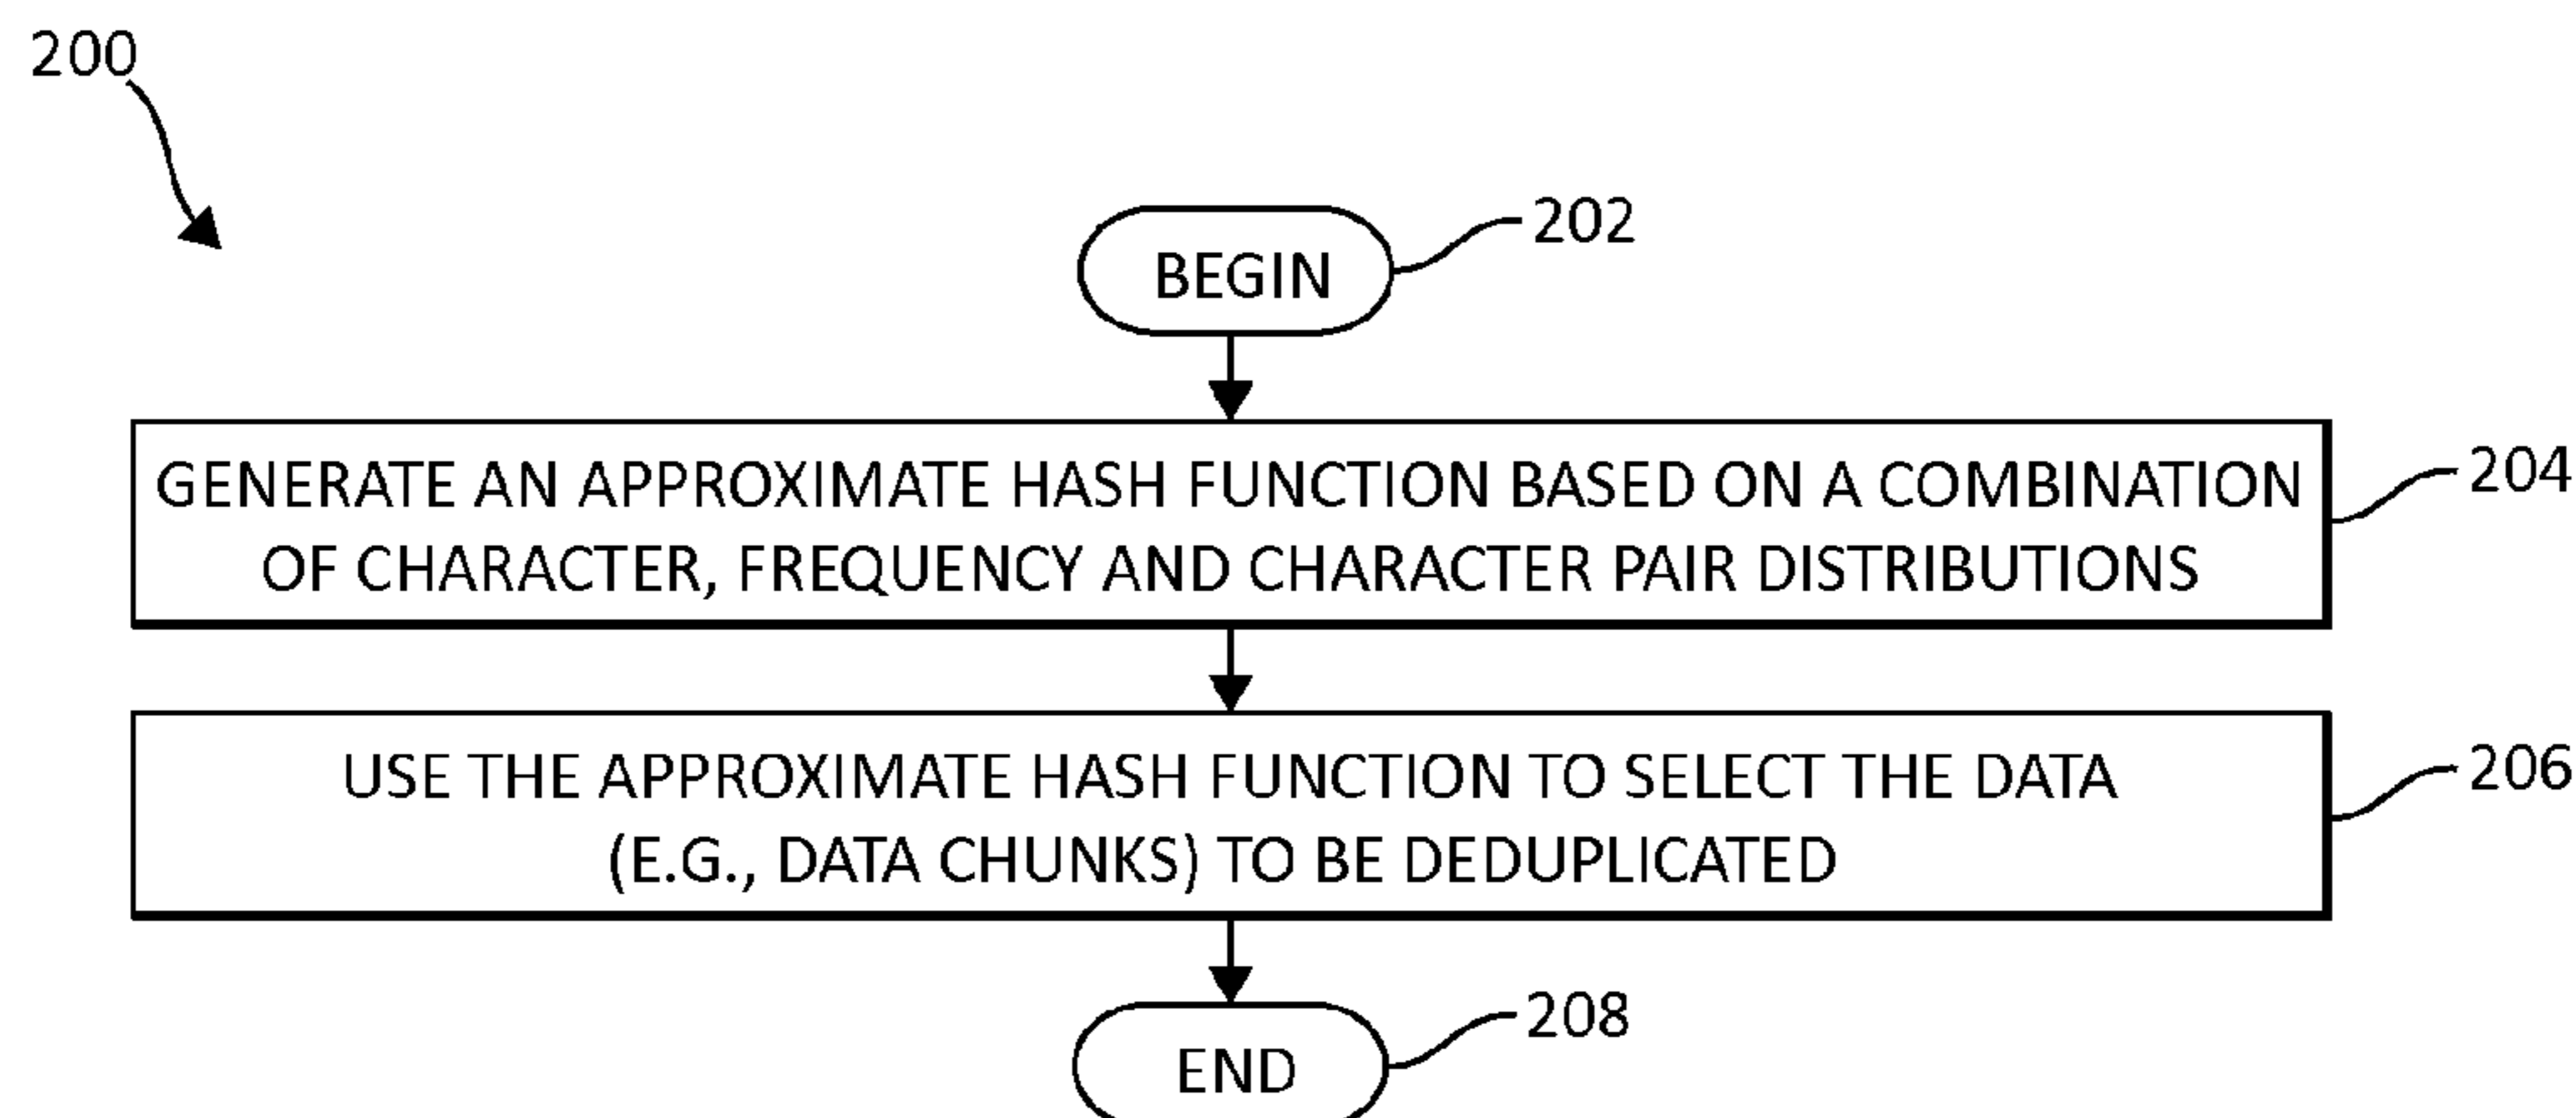 200
BEGIN
202
GENERATE AN APPROXIMATE HASH FUNCTION BASED ON A COMBINATION
OF CHARACTER, FREQUENCY AND CHARACTER PAIR DISTRIBUTIONS
204
USE THE APPROXIMATE HASH FUNCTION TO SELECT THE DATA
(E.G., DATA CHUNKS) TO BE DEDUPLICATED
206
END
208